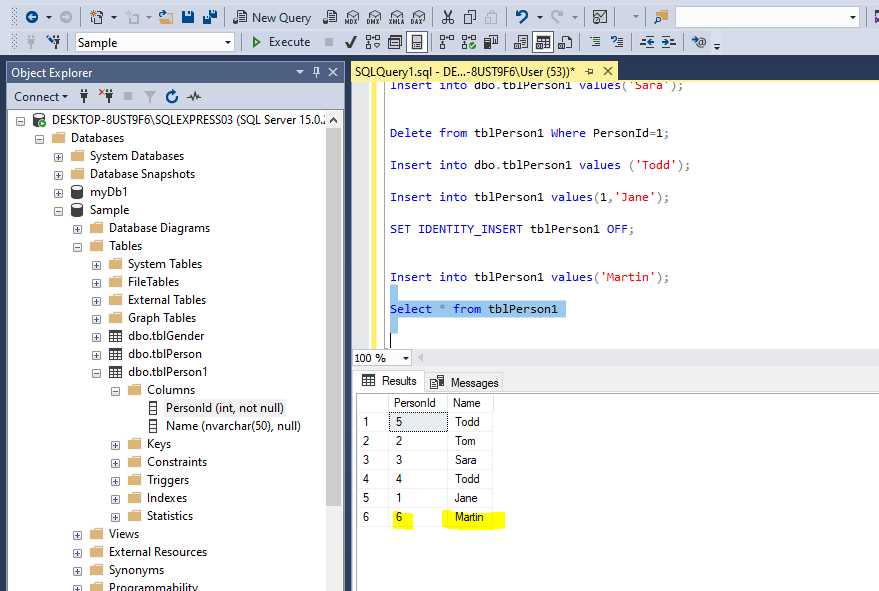 New Query
MDX DMX XMLA DAX
Sample
Execute
Object Explorer
Connect
DESKTOP-8UST9F6\SQLEXPRESS03 (SQL Server 15.0.2
Databases
System Databases
Database Snapshots
myDb1
Sample
Database Diagrams
Tables
System Tables
FileTables
External Tables
Graph Tables
dbo.tblGender
dbo.tblPerson
dbo.tblPerson1
Columns
PersonId (int, not null)
Name (nvarchar(50), null)
Keys
Constraints
Triggers
Indexes
Statistics
Views
External Resources
Synonyms
Programmability
SQLQuery1.sql - DE...-8UST9F6\User (53))*
Insert into dbo.tblPerson1 values('Sara');
Delete from tblPerson1 Where PersonId=1;
Insert into dbo.tblPerson1 values ('Todd');
Insert into tblPerson1 values(1,'Jane');
SET IDENTITY_INSERT tblPerson1 OFF;
Insert into tblPerson1 values('Martin');
Select * from tblPerson1
100 %
Results Messages
PersonId Name
1 5 Todd
2 2 Tom
3 3 Sara
4 4 Todd
5 1 Jane
6 6 Martin